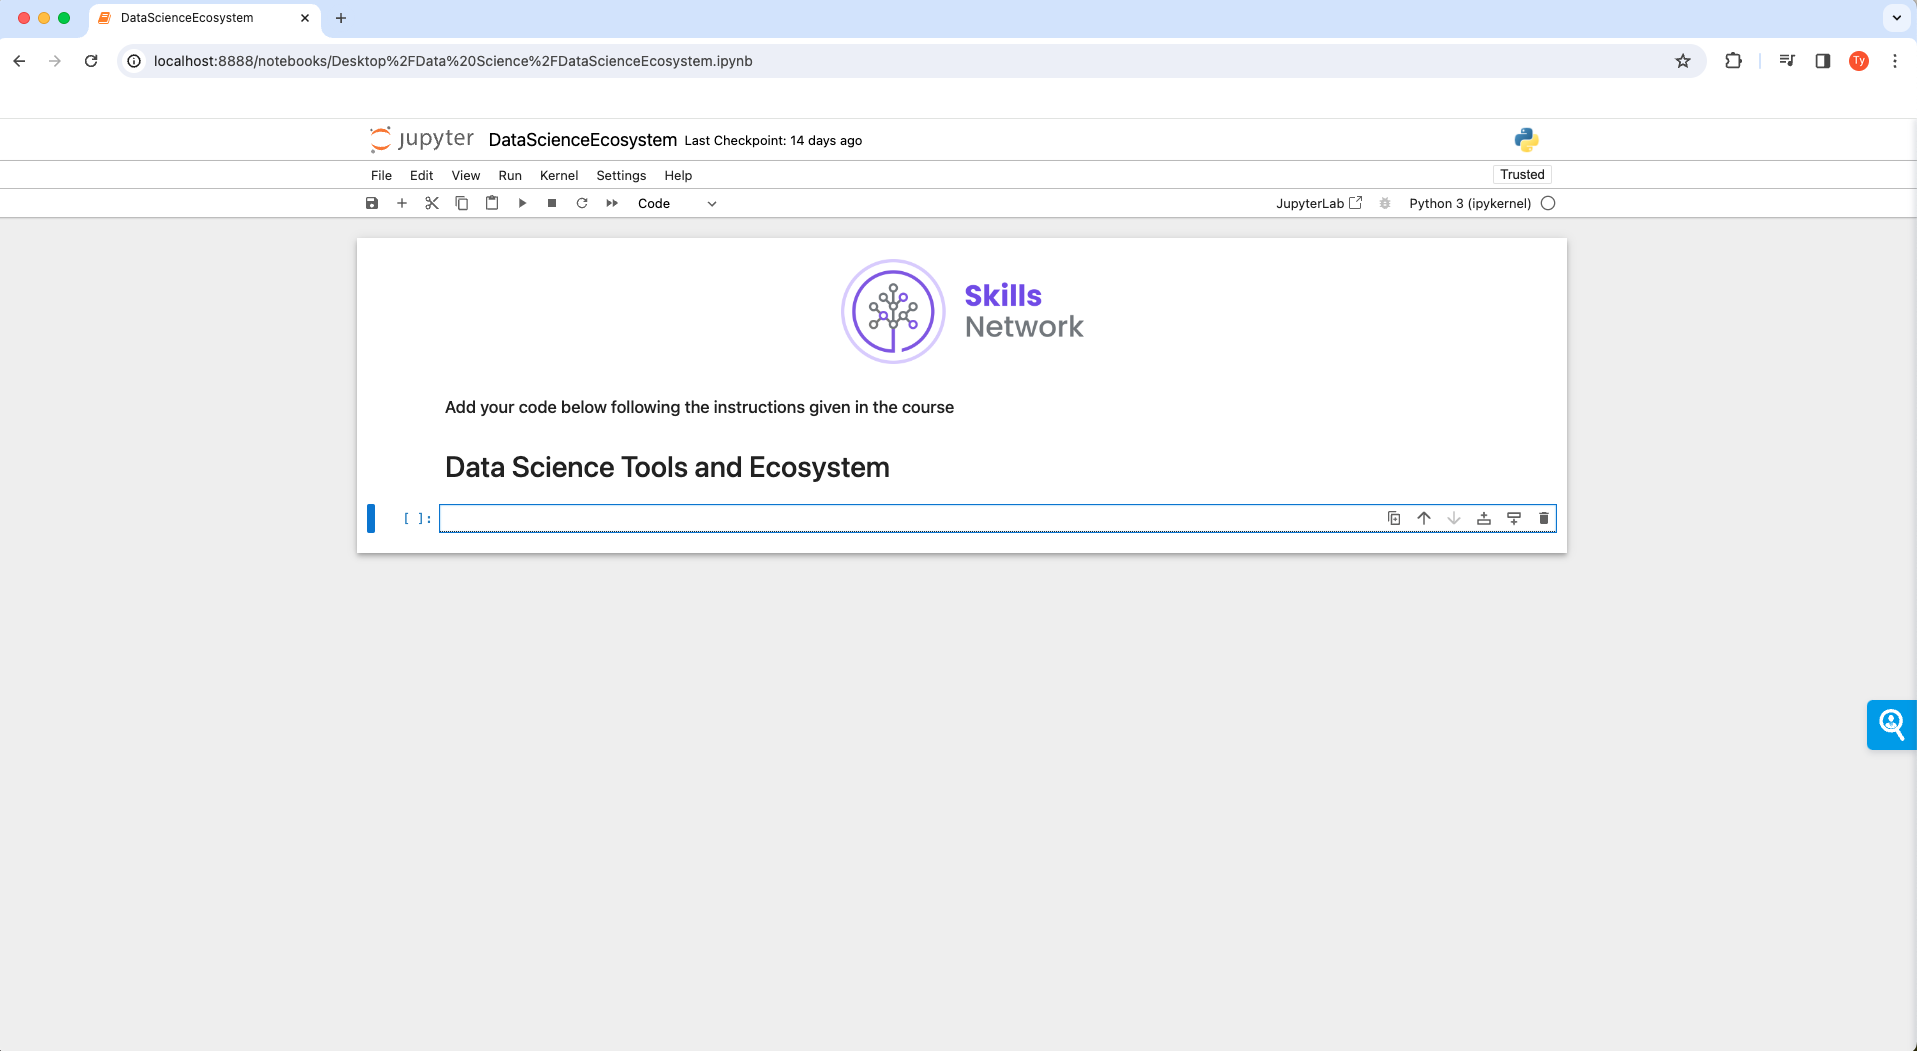 DataScienceEcosystem
localhost:8888/notebooks/Desktop%2FData%20Science%2FDataScienceEcosystem.ipynb
Ty
jupyter DataScienceEcosystem Last Checkpoint: 14 days ago
File Edit View Run Kernel Settings Help
Trusted
Code
JupyterLab
Python 3 (ipykernel)
Skills
Network
Add your code below following the instructions given in the course
Data Science Tools and Ecosystem
[ ]: